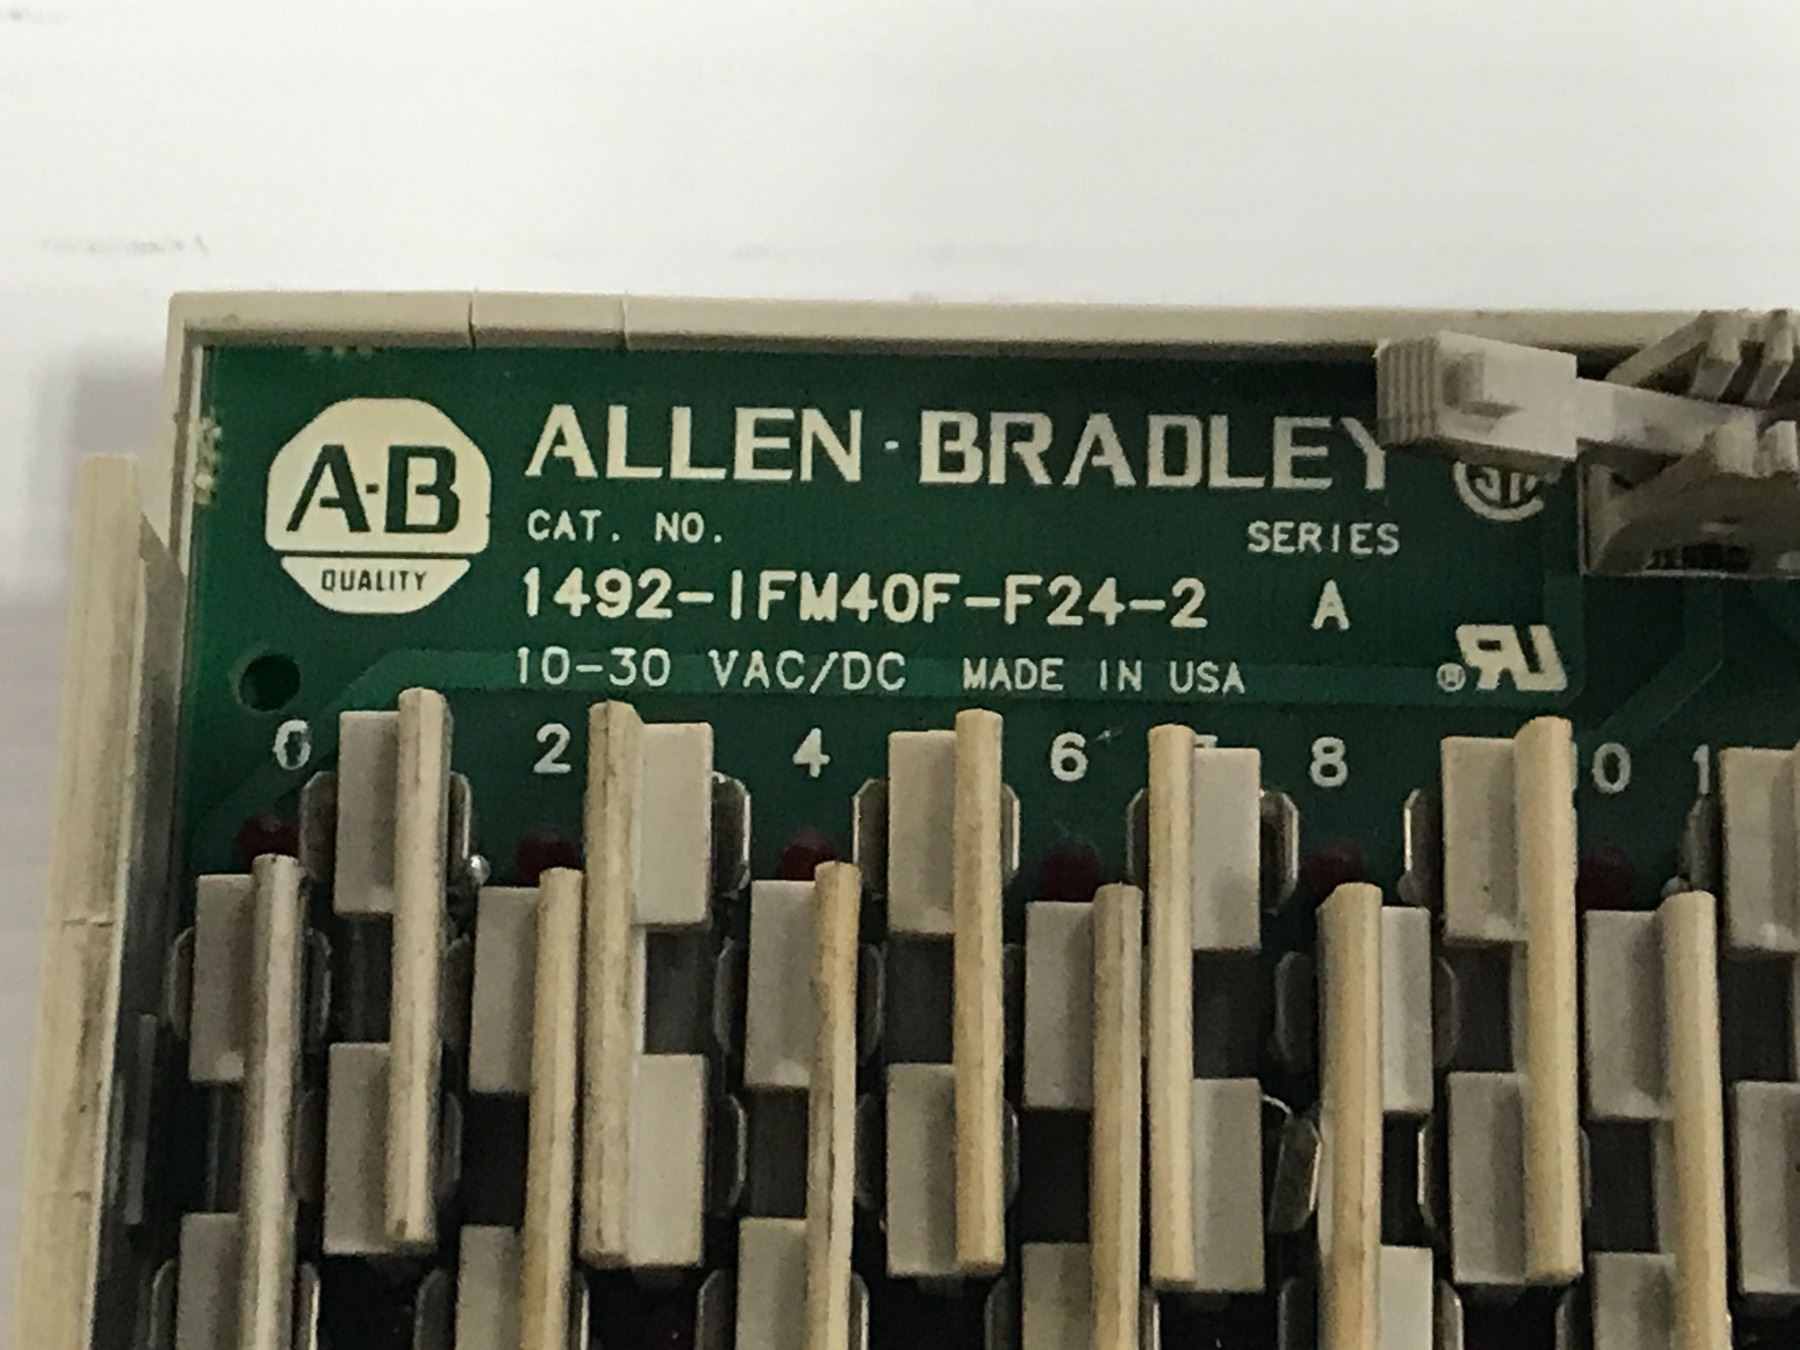 A-B
QUALITY
ALLEN-BRADLEY
CAT. NO.
SERIES
1492-IFM40F-F24-2 A
10-30 VAC/DC MADE IN USA
0 2 4 6 8